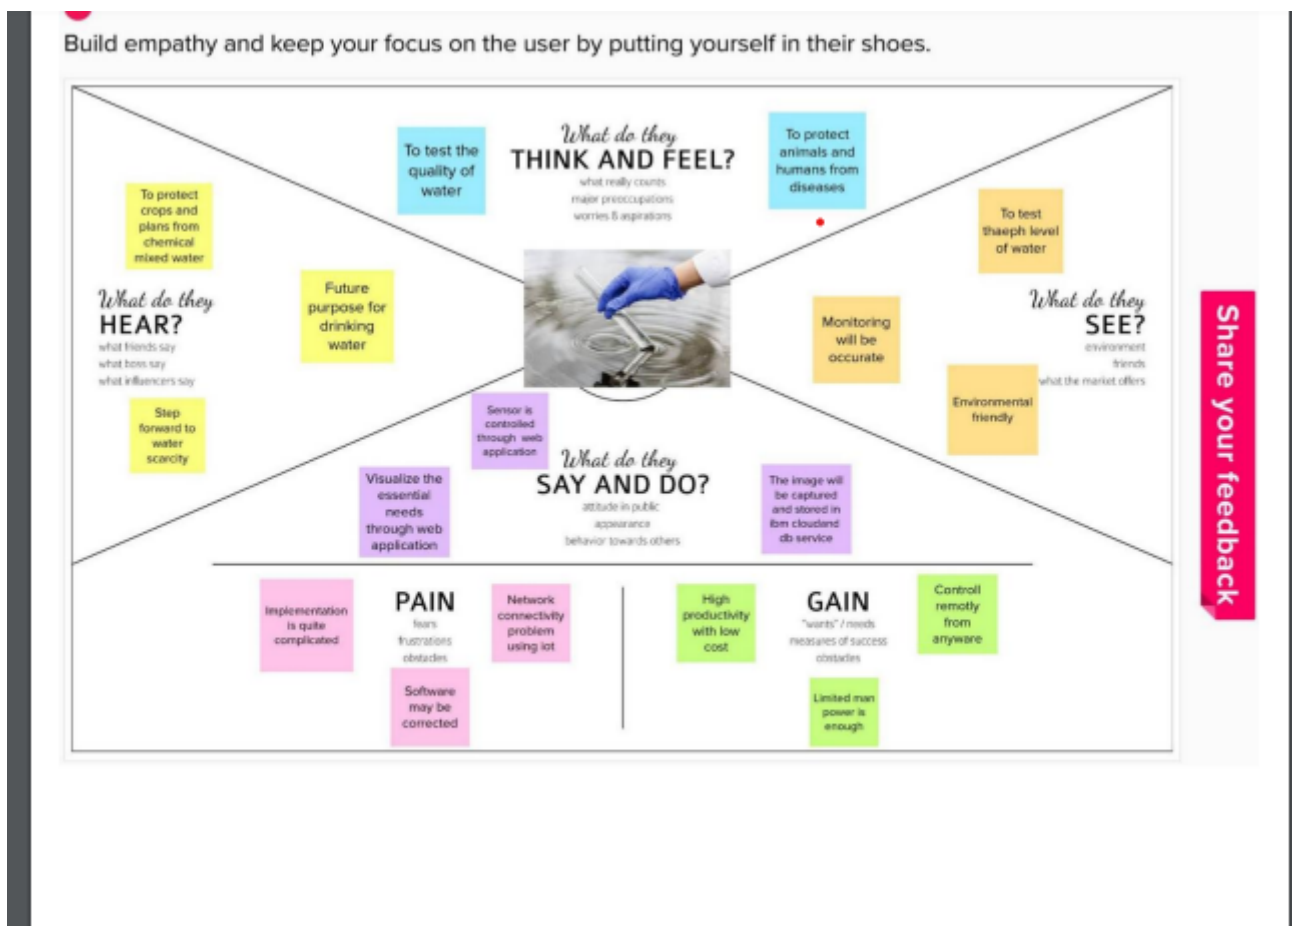 Build empathy and keep your focus on the user by putting yourself in their shoes.
What do they
THINK AND FEEL?
what really counts
major preoccupations
worries & aspirations
To test the
quality of
water
To protect
animals and
humans from
diseases
To protect
crops and
plans from
chemical
mixed water
Future
purpose for
drinking
water
What do they
HEAR?
what friends say
what boss say
what influencers say
Step
forward to
water
scarcity
To test
thaeph level
of water
Monitoring
will be
occurate
What do they
SEE?
environment
friends
what the market offers
Environmental
friendly
Sensor is
controlled
through web
application
What do they
SAY AND DO?
attitude in public
appearance
behavior towards others
Visualize the
essential
needs
through web
application
The image will
be captured
and stored in
ibm cloudand
db service
Implementation
is quite
complicated
PAIN
fears
frustrations
obstacles
Network
connectivity
problem
using iot
Software
may be
corrected
High
productivity
with low
cost
GAIN
"wants" / needs
measures of success
obstacles
Controll
remotly
from
anyware
Limited man
power is
enough
Share your feedback